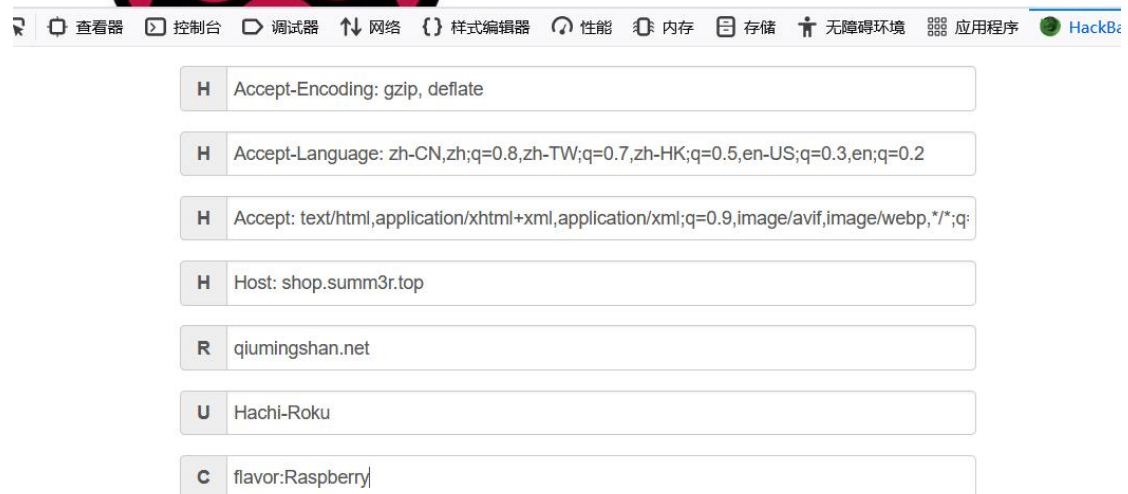 查看器 控制台 调试器 网络 样式编辑器 性能 内存 存储 无障碍环境 应用程序 HackBa
H Accept-Encoding: gzip, deflate
H Accept-Language: zh-CN,zh;q=0.8,zh-TW;q=0.7,zh-HK;q=0.5,en-US;q=0.3,en;q=0.2
H Accept: text/html,application/xhtml+xml,application/xml;q=0.9,image/avif,image/webp,*/*;q=
H Host: shop.summ3r.top
R qiumingshan.net
U Hachi-Roku
C flavor:Raspberry